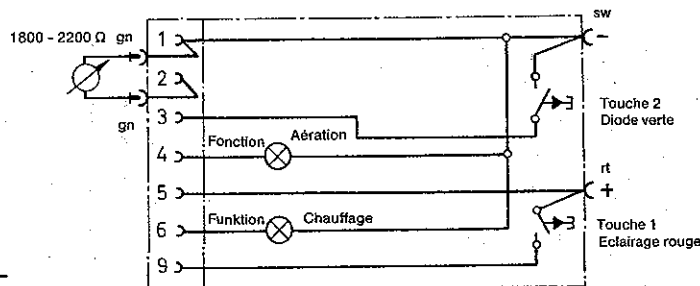 1800 - 2200 Ω gn
sw
1
−
2
gn
3
Touche 2
Diode verte
4 Fonction Aération
rt
5
+
6 Funktion Chauffage
Touche 1
Eclairage rouge
9